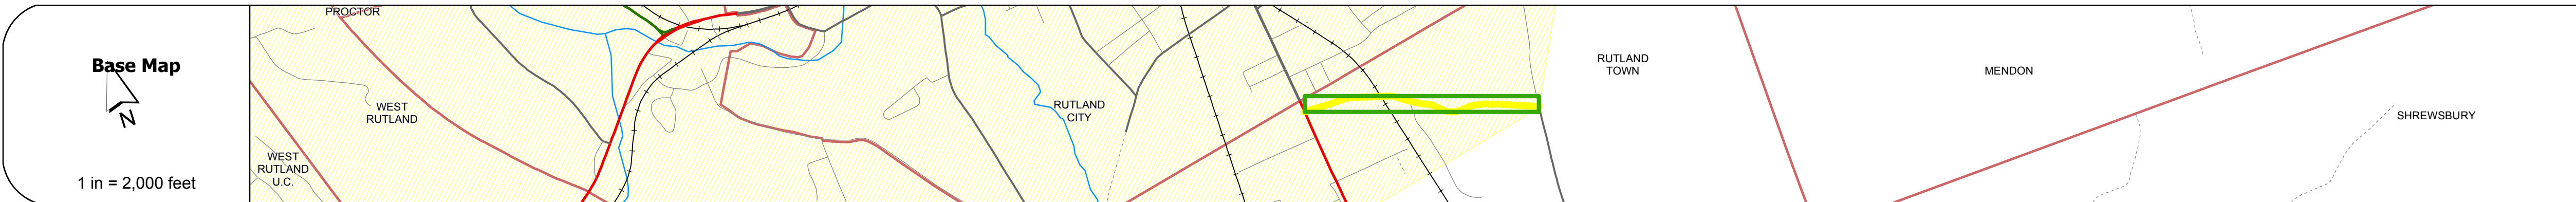 Base Map
N
1 in = 2,000 feet
PROCTOR
WEST
RUTLAND
WEST
RUTLAND
U.C.
RUTLAND
CITY
RUTLAND
TOWN
MENDON
SHREWSBURY